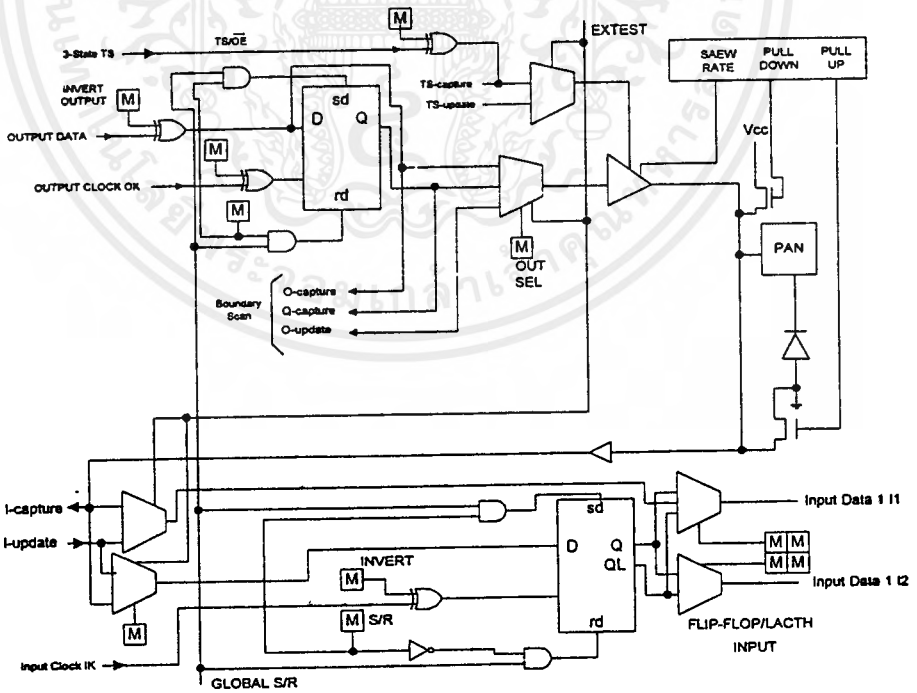 3-State TS
TS/OE
M
EXTEST
SAEW RATE
PULL DOWN
PULL UP
TS-capture
TS-update
INVERT OUTPUT
M
OUTPUT DATA
sd
D
Q
rd
M
OUTPUT CLOCK OK
M
Vcc
M
OUT SEL
PAN
Boundary Scan
O-capture
Q-capture
O-update
I-capture
I-update
M
Input Clock IK
INVERT
M
M
S/R
GLOBAL S/R
sd
D
Q
QL
rd
Input Data 1 I1
M M
M M
Input Data 1 I2
FLIP-FLOP/LACTH
INPUT